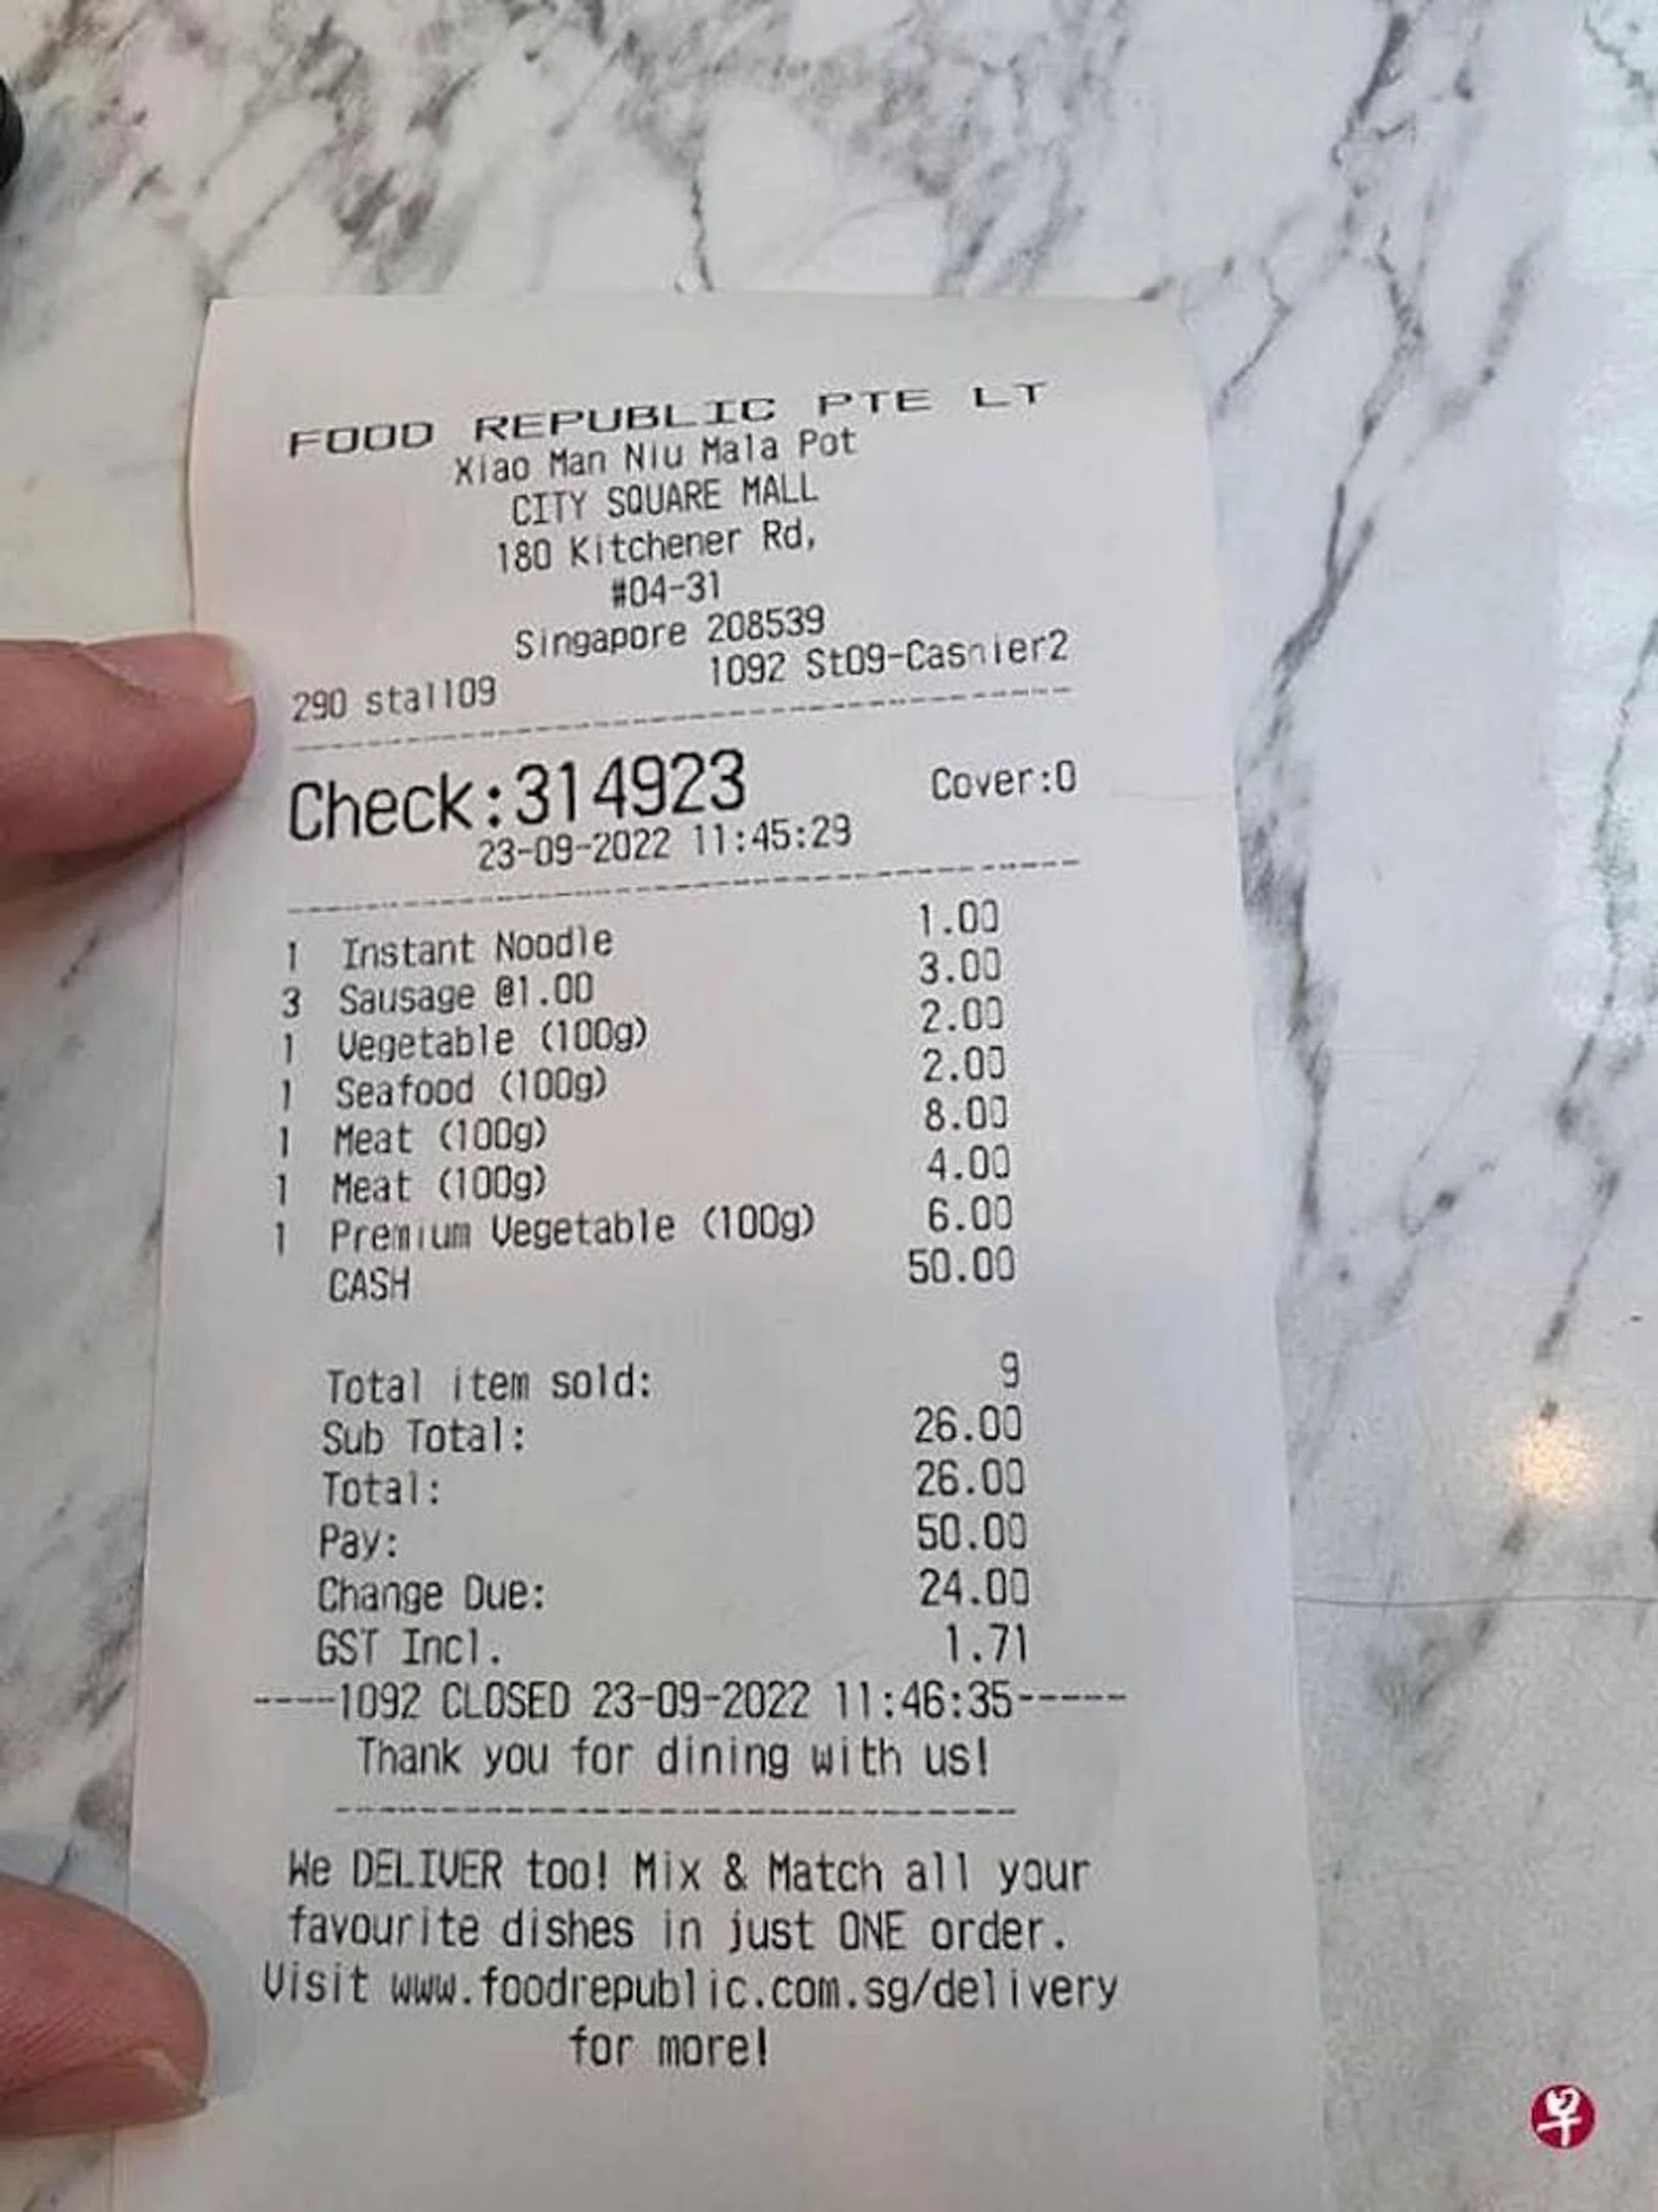 FOOD REPUBLIC PTE LT
Xiao Man Niu Mala Pot
CITY SQUARE MALL
180 Kitchener Rd,
#04-31
Singapore 208539
290 stall09 1092 St09-Cashier2
Check:314923 Cover:0
23-09-2022 11:45:29
1 Instant Noodle 1.00
3 Sausage @1.00 3.00
1 Vegetable (100g) 2.00
1 Seafood (100g) 2.00
1 Meat (100g) 8.00
1 Meat (100g) 4.00
1 Premium Vegetable (100g) 6.00
CASH 50.00
Total item sold: 9
Sub Total: 26.00
Total: 26.00
Pay: 50.00
Change Due: 24.00
GST Incl. 1.71
----1092 CLOSED 23-09-2022 11:46:35-----
Thank you for dining with us!
We DELIVER too! Mix & Match all your
favourite dishes in just ONE order.
Visit www.foodrepublic.com.sg/delivery
for more!
早